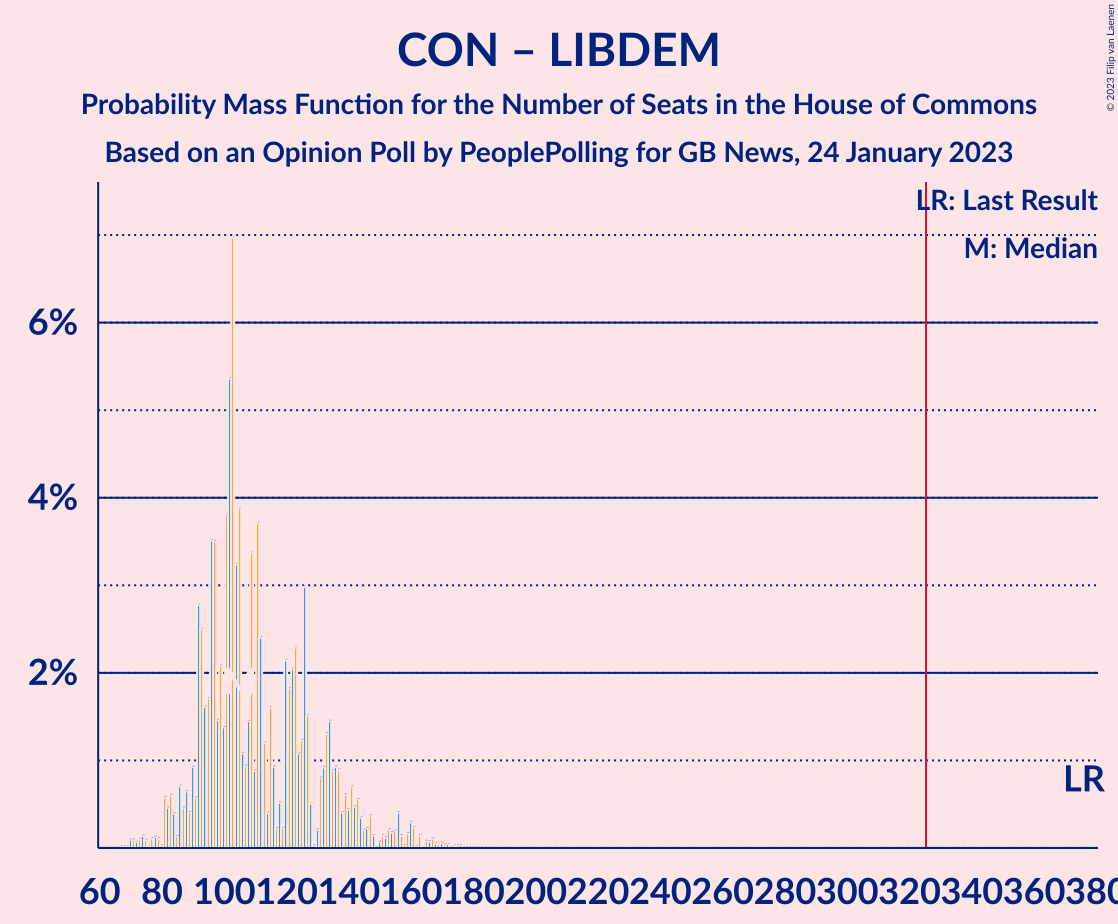 CON – LIBDEM
Probability Mass Function for the Number of Seats in the House of Commons
Based on an Opinion Poll by PeoplePolling for GB News, 24 January 2023
© 2023 Filip van Laenen
LR: Last Result
M: Median
6%
4%
2%
LR
60 80 100 120 140 160 180 200 220 240 260 280 300 320 340 360 380